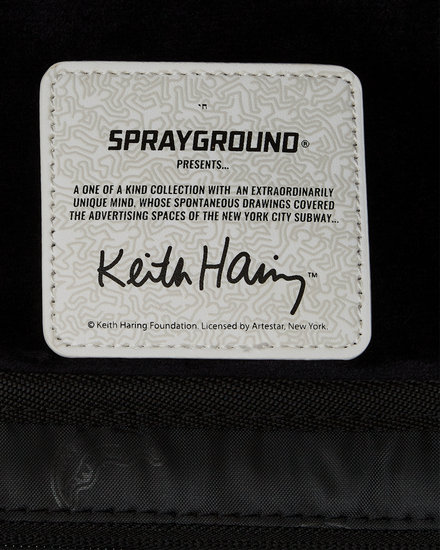 SPRAYGROUND®
PRESENTS...
A ONE OF A KIND COLLECTION WITH AN EXTRAORDINARILY
UNIQUE MIND, WHOSE SPONTANEOUS DRAWINGS COVERED
THE ADVERTISING SPACES OF THE NEW YORK CITY SUBWAY...
Keith Haring™
© Keith Haring Foundation. Licensed by Artestar, New York.